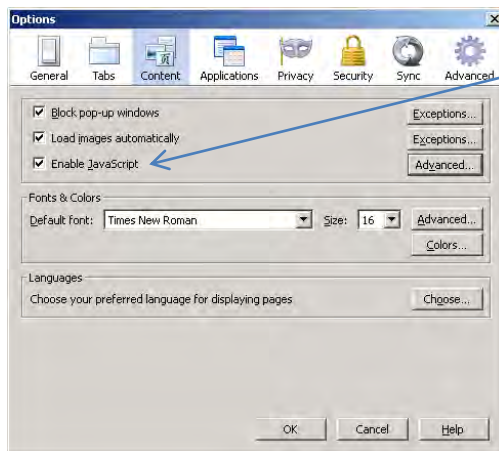 Options
General Tabs Content Applications Privacy Security Sync Advanced
Block pop-up windows Exceptions...
Load images automatically Exceptions...
Enable JavaScript Advanced...
Fonts & Colors
Default font: Times New Roman Size: 16 Advanced...
Colors...
Languages
Choose your preferred language for displaying pages Choose...
OK Cancel Help